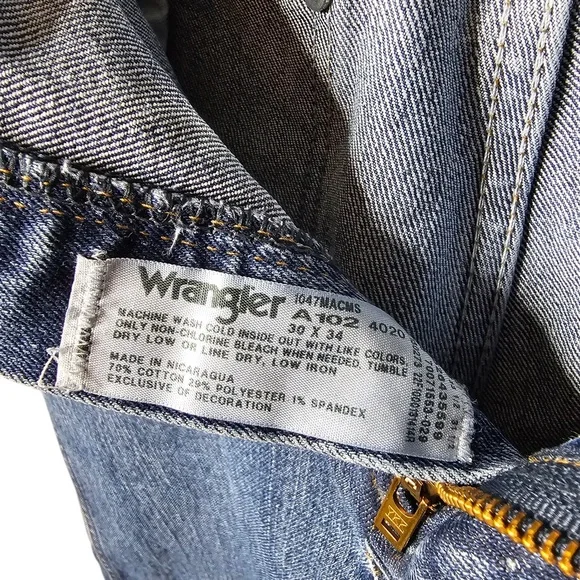 Wrangler 1047MACMS
A102 4020
30 X 34
MACHINE WASH COLD INSIDE OUT WITH LIKE COLORS.
ONLY NON-CHLORINE BLEACH WHEN NEEDED. TUMBLE
DRY LOW OR LINE DRY, LOW IRON
MADE IN NICARAGUA
70% COTTON 29% POLYESTER 1% SPANDEX
EXCLUSIVE OF DECORATION